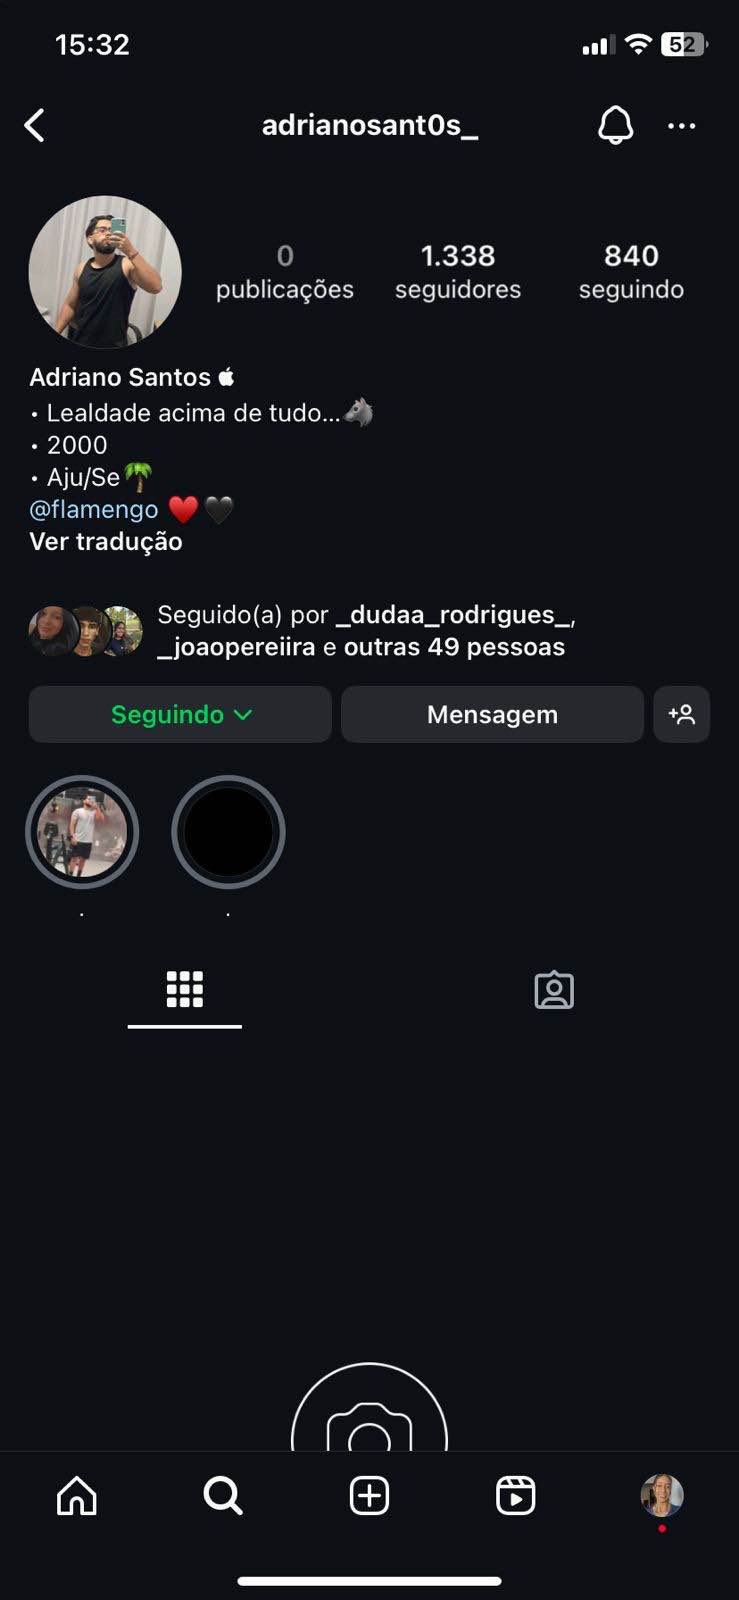 15:32
52
adrianosant0s_
0 publicações
1.338 seguidores
840 seguindo
Adriano Santos 
• Lealdade acima de tudo...🐺
• 2000
• Aju/Se🌴
@flamengo ❤️🖤
Ver tradução
Seguido(a) por _dudaa_rodrigues_,
_joaopereiira e outras 49 pessoas
Seguindo
Mensagem
.
.